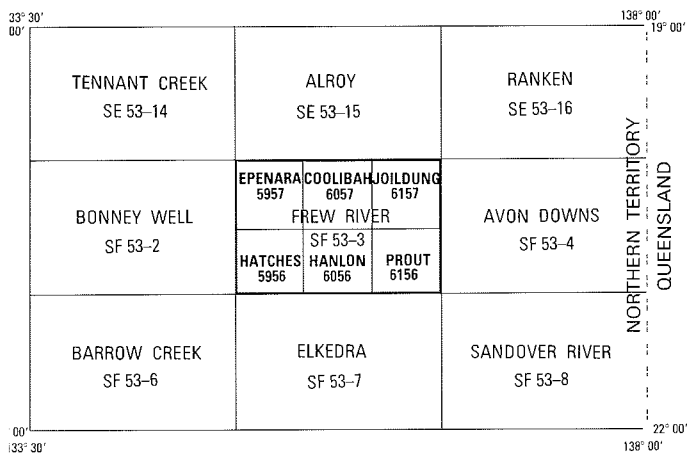 33° 30'
138° 00'
00'
19° 00'
TENNANT CREEK
SE 53–14
ALROY
SE 53–15
RANKEN
SE 53–16
EPENARA
5957
COOLIBAH
6057
JOILDUNG
6157
BONNEY WELL
SF 53–2
FREW RIVER
SF 53–3
AVON DOWNS
SF 53–4
HATCHES
5956
HANLON
6056
PROUT
6156
NORTHERN TERRITORY
QUEENSLAND
BARROW CREEK
SF 53–6
ELKEDRA
SF 53–7
SANDOVER RIVER
SF 53–8
00'
22° 00'
33° 30'
138° 00'